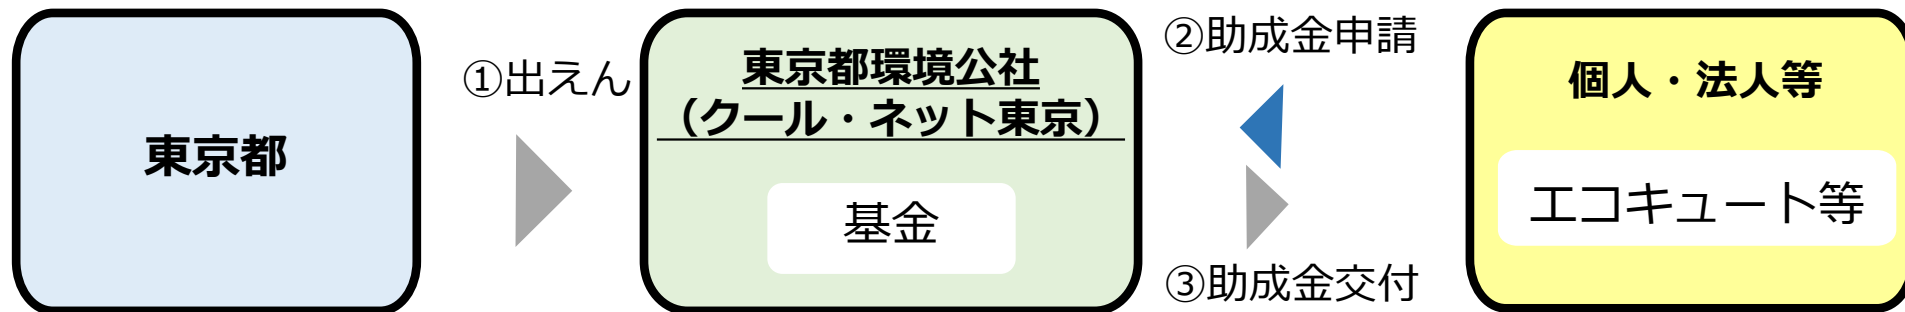 東京都
①出えん
東京都環境公社
（クール・ネット東京）
基金
②助成金申請
③助成金交付
個人・法人等
エコキュート等